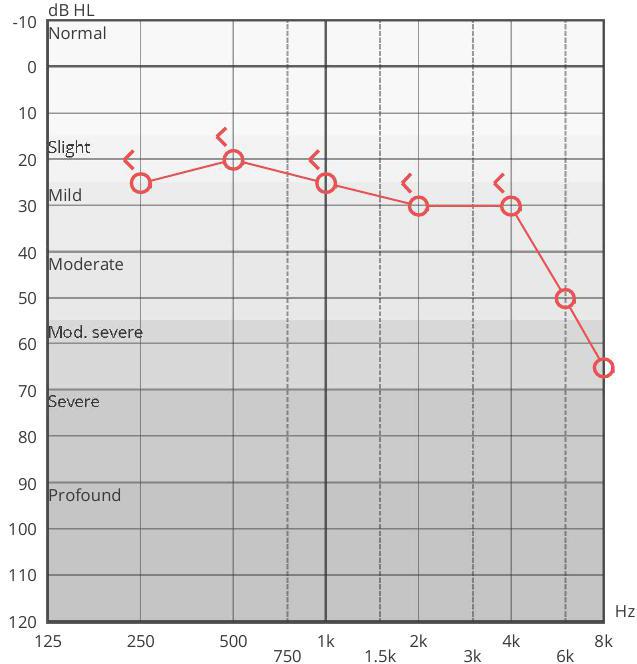 dB HL
-10
Normal
0
10
Slight
20
Mild
30
40
Moderate
50
Mod. severe
60
70
Severe
80
90
Profound
100
110
120
Hz
125 250 500 1k 2k 4k 8k
750 1.5k 3k 6k